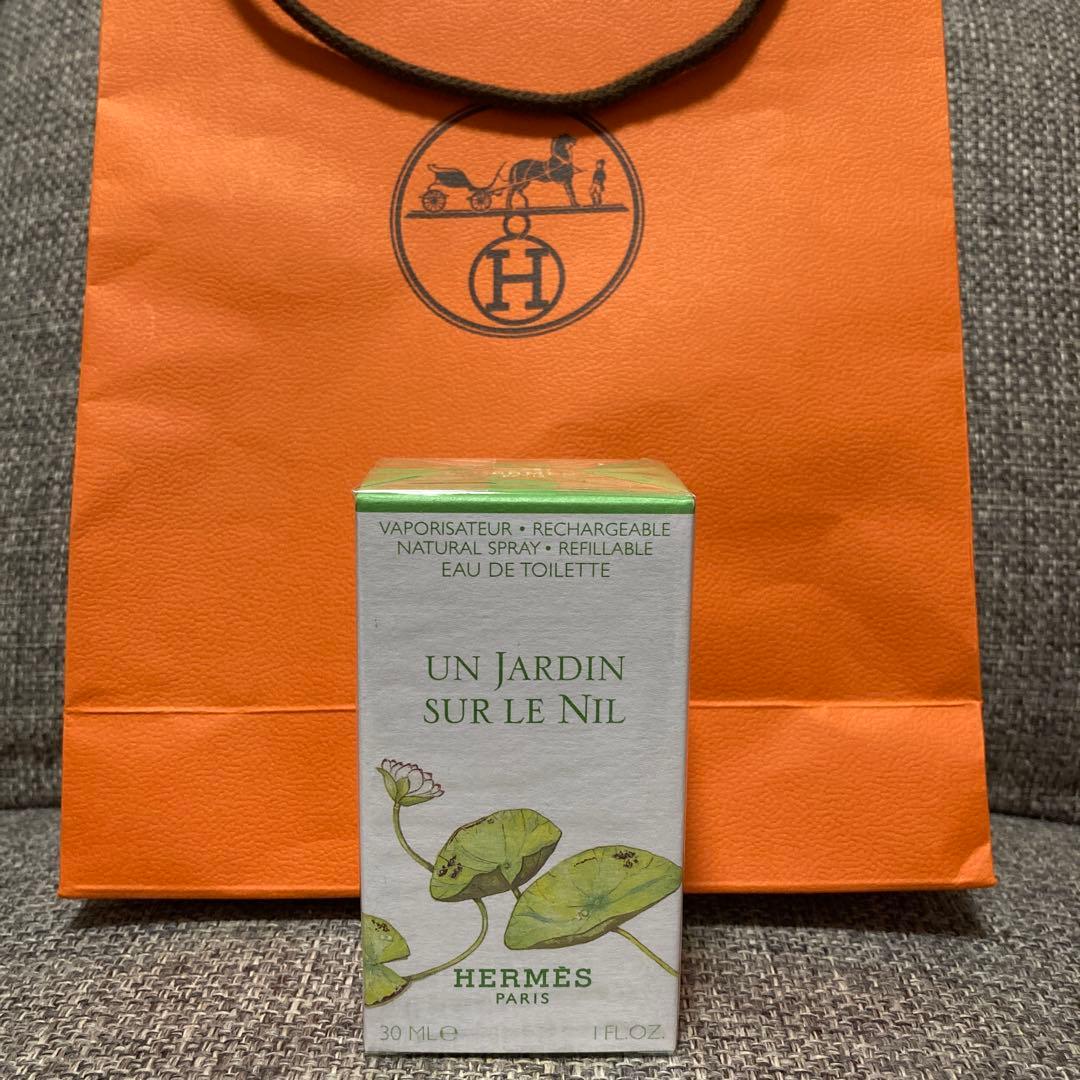 H
VAPORISATEUR • RECHARGEABLE
NATURAL SPRAY • REFILLABLE
EAU DE TOILETTE
UN JARDIN
SUR LE NIL
HERMÈS
PARIS
30 ML℮
1 FL.OZ.